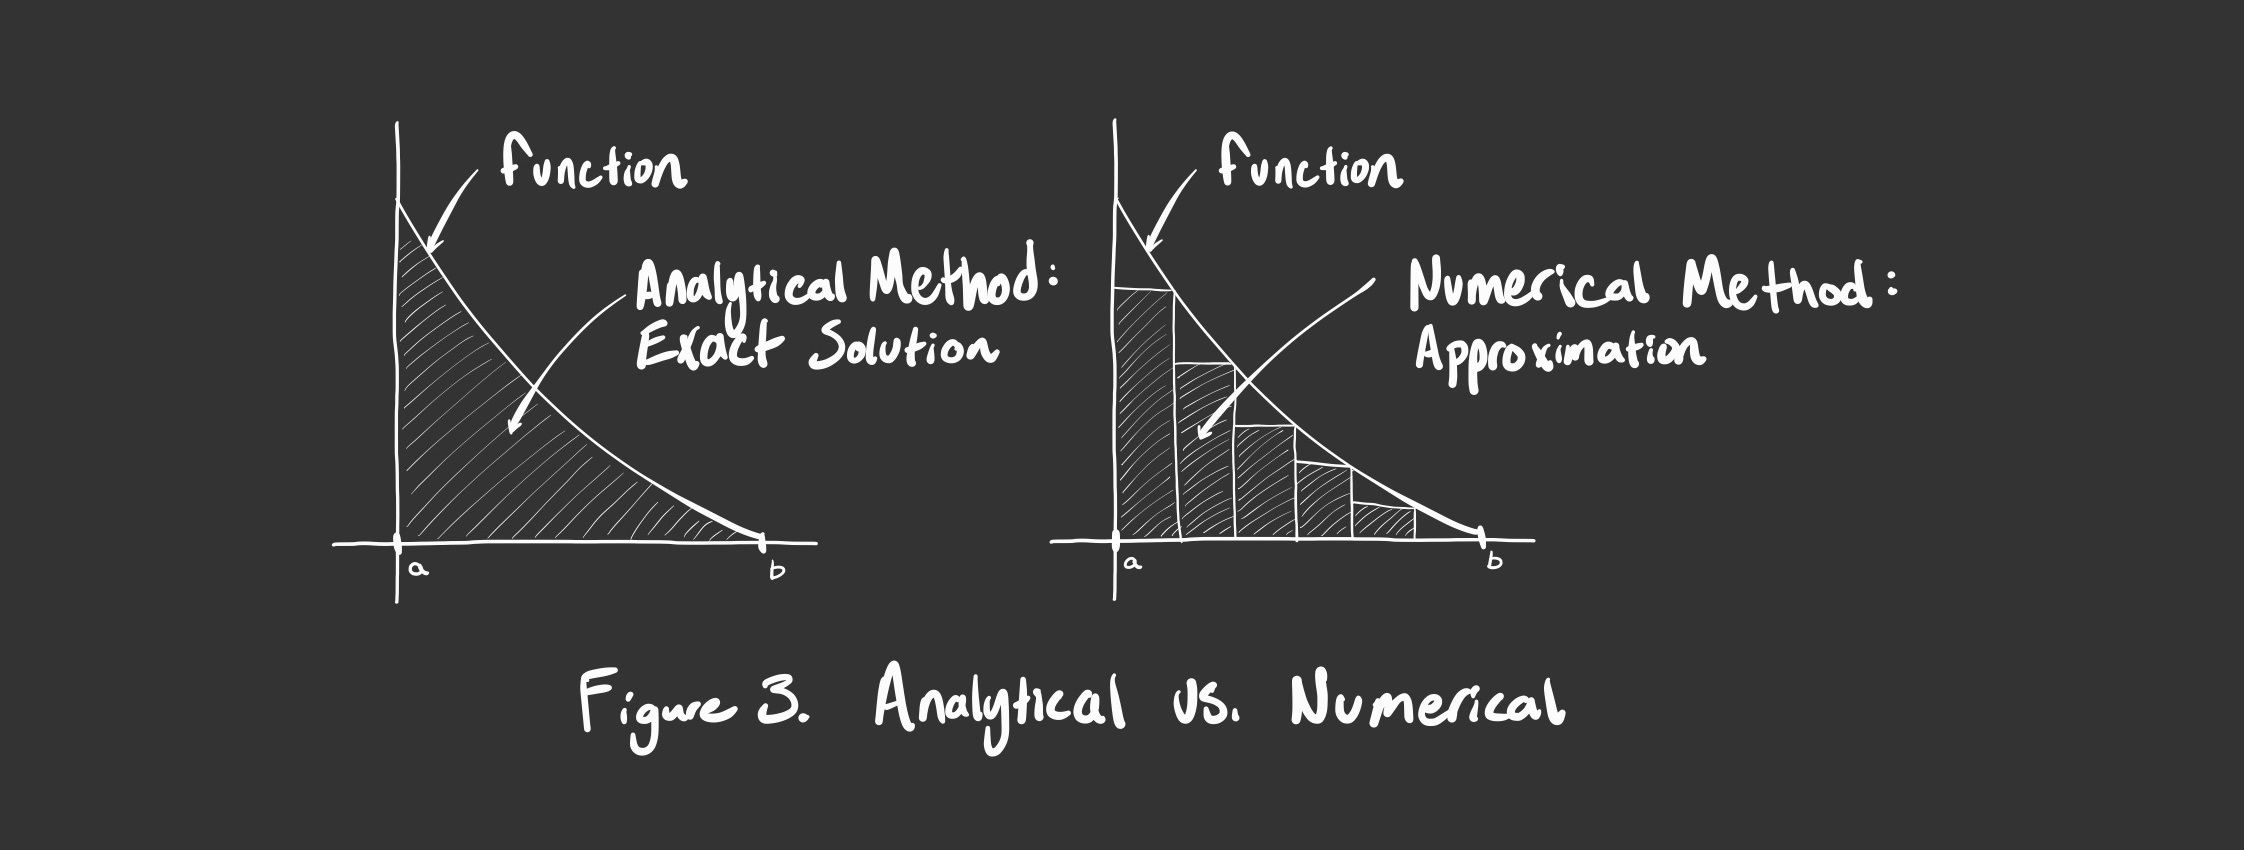 function
Analytical Method:
Exact Solution
a
b
function
Numerical Method:
Approximation
a
b
Figure 3. Analytical vs. Numerical